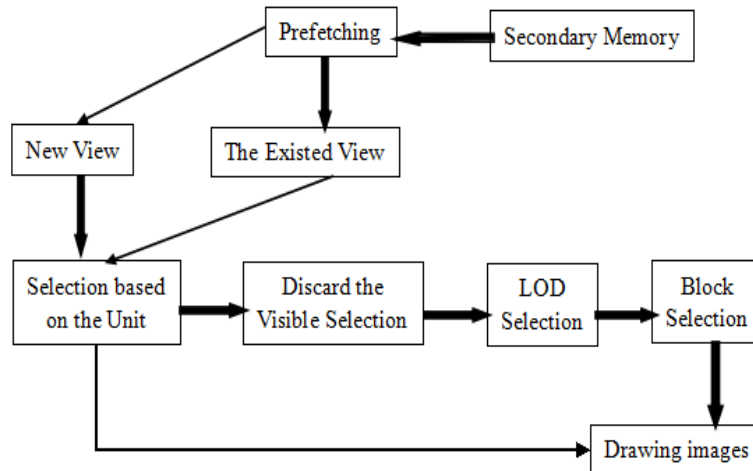 Prefetching
Secondary Memory
New View
The Existed View
Selection based
on the Unit
Discard the
Visible Selection
LOD
Selection
Block
Selection
Drawing images